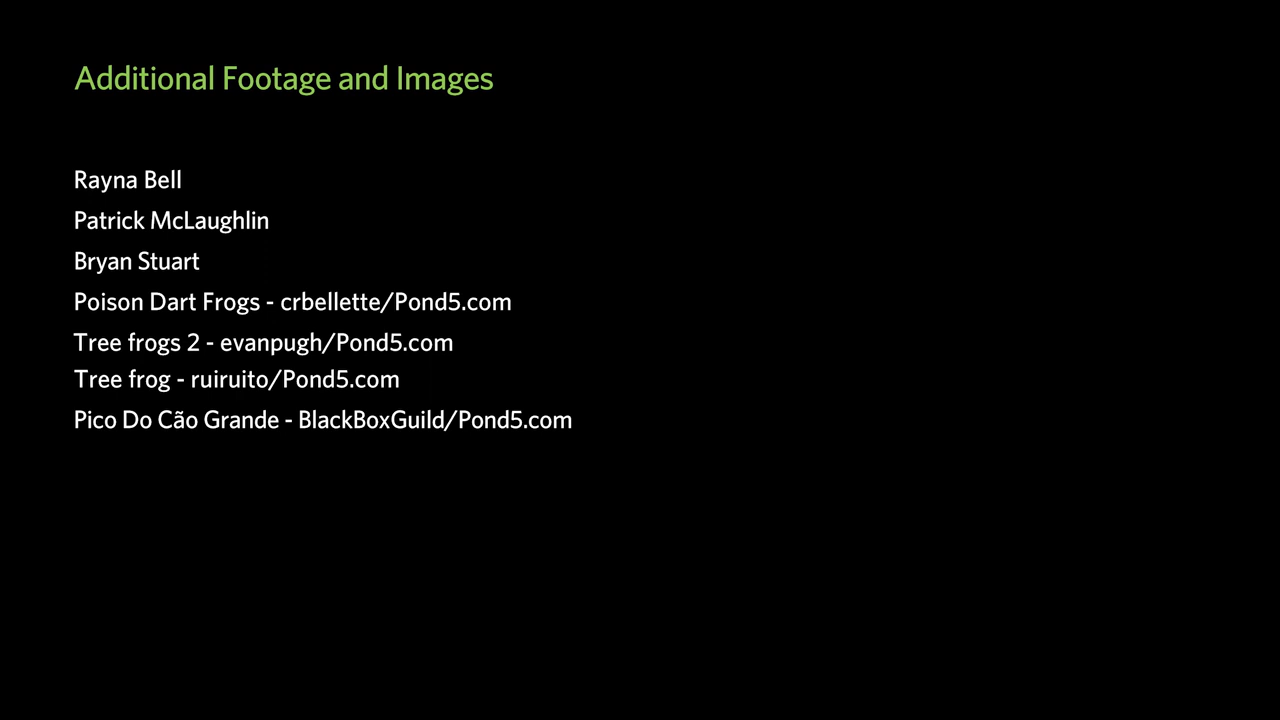 Additional Footage and Images
Rayna Bell
Patrick McLaughlin
Bryan Stuart
Poison Dart Frogs - crbellette/Pond5.com
Tree frogs 2 - evanpugh/Pond5.com
Tree frog - ruiruito/Pond5.com
Pico Do Cão Grande - BlackBoxGuild/Pond5.com